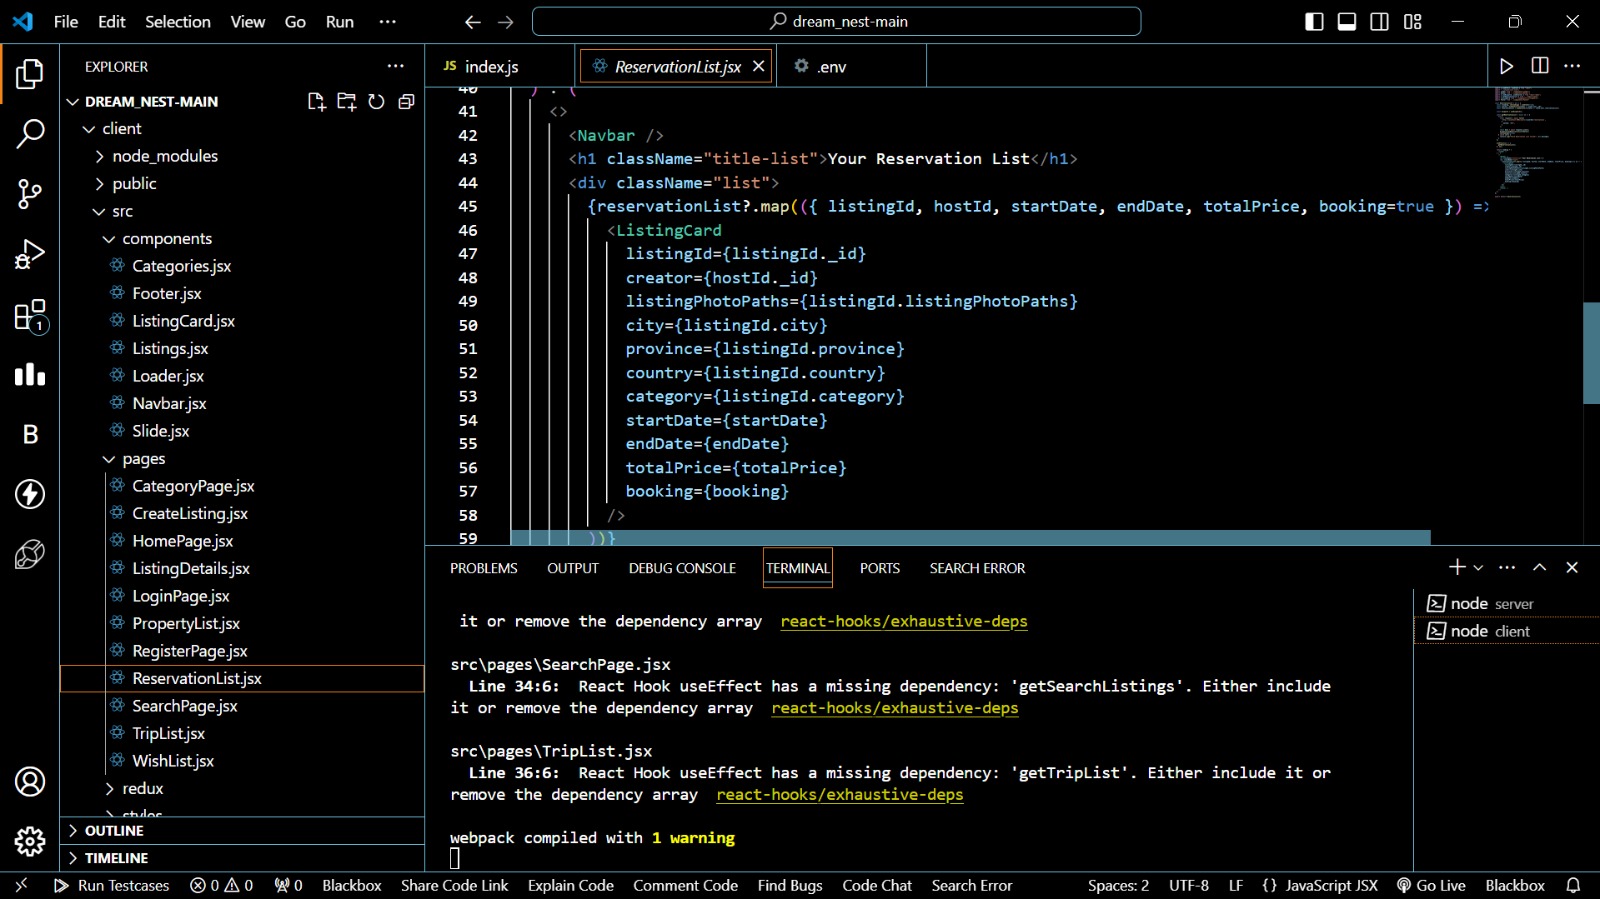 File Edit Selection View Go Run ···
dream_nest-main
EXPLORER
DREAM_NEST-MAIN
client
node_modules
public
src
components
Categories.jsx
Footer.jsx
ListingCard.jsx
Listings.jsx
Loader.jsx
Navbar.jsx
Slide.jsx
pages
CategoryPage.jsx
CreateListing.jsx
HomePage.jsx
ListingDetails.jsx
LoginPage.jsx
PropertyList.jsx
RegisterPage.jsx
ReservationList.jsx
SearchPage.jsx
TripList.jsx
WishList.jsx
redux
styles
OUTLINE
TIMELINE
1
B
JS index.js
ReservationList.jsx
.env
40 ) : (
41 <>
42 <Navbar />
43 <h1 className="title-list">Your Reservation List</h1>
44 <div className="list">
45 {reservationList?.map(({ listingId, hostId, startDate, endDate, totalPrice, booking=true }) =>
46 <ListingCard
47 listingId={listingId._id}
48 creator={hostId._id}
49 listingPhotoPaths={listingId.listingPhotoPaths}
50 city={listingId.city}
51 province={listingId.province}
52 country={listingId.country}
53 category={listingId.category}
54 startDate={startDate}
55 endDate={endDate}
56 totalPrice={totalPrice}
57 booking={booking}
58 />
59 ))}
PROBLEMS OUTPUT DEBUG CONSOLE TERMINAL PORTS SEARCH ERROR
it or remove the dependency array react-hooks/exhaustive-deps
src\pages\SearchPage.jsx
Line 34:6: React Hook useEffect has a missing dependency: 'getSearchListings'. Either include
it or remove the dependency array react-hooks/exhaustive-deps
src\pages\TripList.jsx
Line 36:6: React Hook useEffect has a missing dependency: 'getTripList'. Either include it or
remove the dependency array react-hooks/exhaustive-deps
webpack compiled with 1 warning
node server
node client
Run Testcases 0 0 0 Blackbox Share Code Link Explain Code Comment Code Find Bugs Code Chat Search Error Spaces: 2 UTF-8 LF {} JavaScript JSX Go Live Blackbox